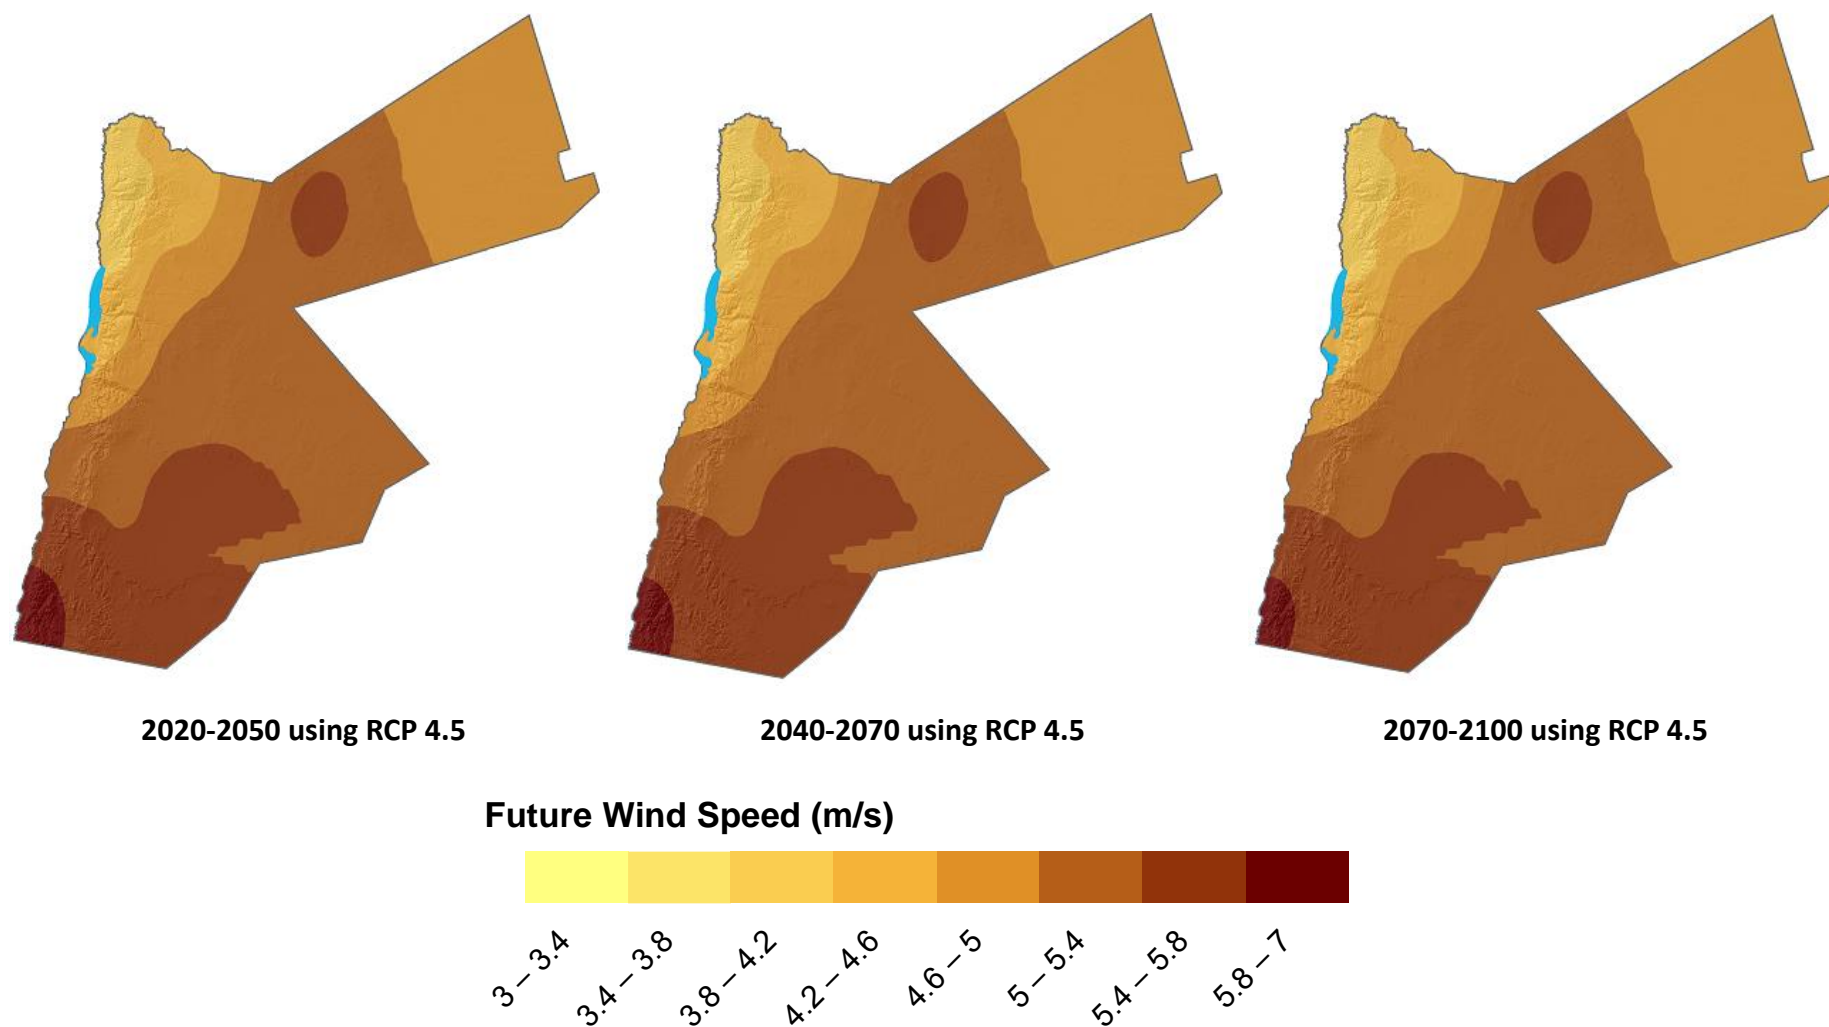 2020-2050 using RCP 4.5
2040-2070 using RCP 4.5
2070-2100 using RCP 4.5
Future Wind Speed (m/s)
3 – 3.4
3.4 – 3.8
3.8 – 4.2
4.2 – 4.6
4.6 – 5
5 – 5.4
5.4 – 5.8
5.8 – 7